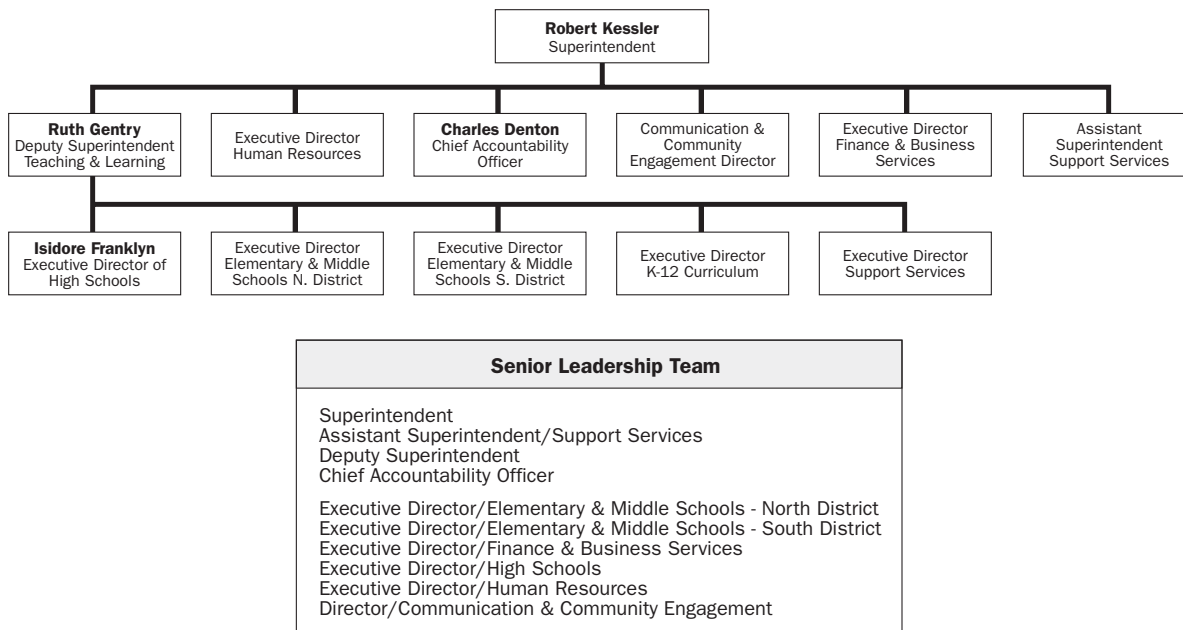 Robert Kessler
Superintendent
Ruth Gentry
Deputy Superintendent
Teaching & Learning
Executive Director
Human Resources
Charles Denton
Chief Accountability
Officer
Communication &
Community
Engagement Director
Executive Director
Finance & Business
Services
Assistant
Superintendent
Support Services
Isidore Franklyn
Executive Director of
High Schools
Executive Director
Elementary & Middle
Schools N. District
Executive Director
Elementary & Middle
Schools S. District
Executive Director
K-12 Curriculum
Executive Director
Support Services
Senior Leadership Team
Superintendent
Assistant Superintendent/Support Services
Deputy Superintendent
Chief Accountability Officer
Executive Director/Elementary & Middle Schools - North District
Executive Director/Elementary & Middle Schools - South District
Executive Director/Finance & Business Services
Executive Director/High Schools
Executive Director/Human Resources
Director/Communication & Community Engagement